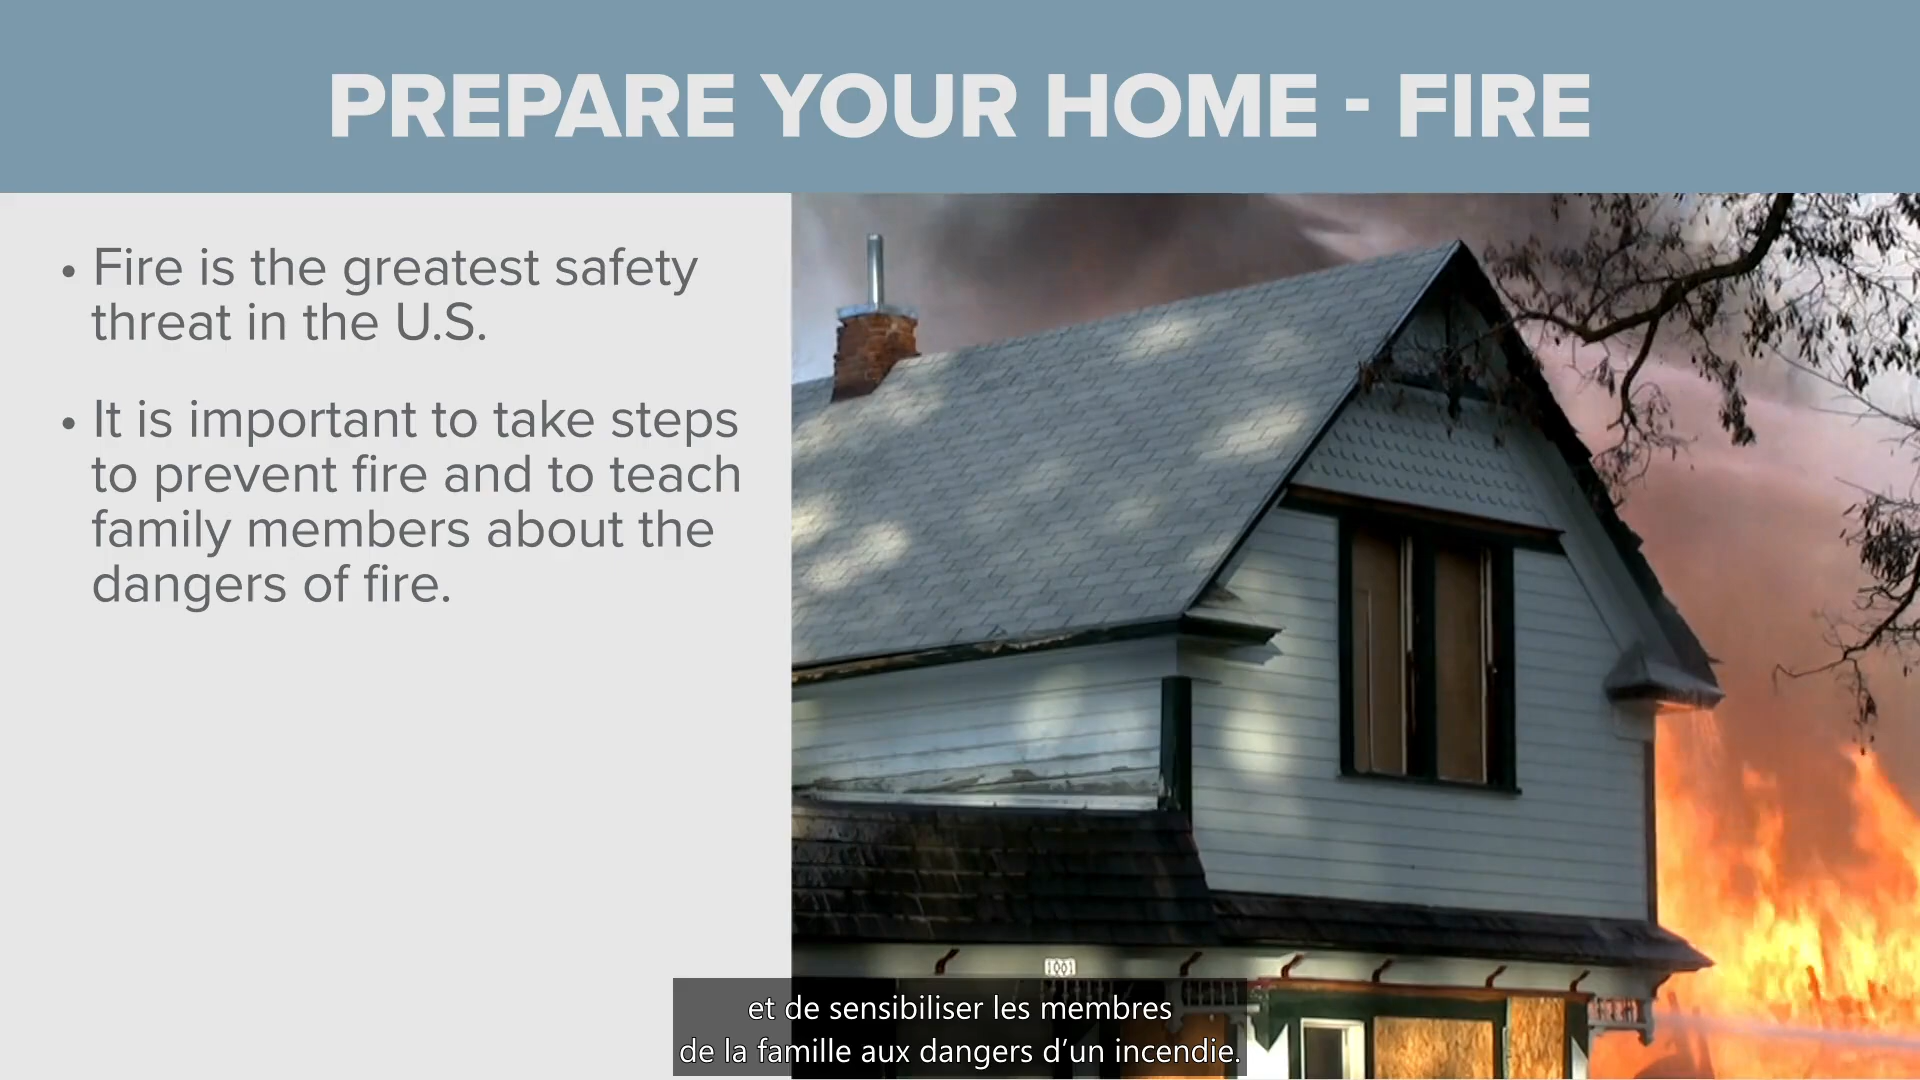 PREPARE YOUR HOME - FIRE
• Fire is the greatest safety
threat in the U.S.
• It is important to take steps
to prevent fire and to teach
family members about the
dangers of fire.
1001
et de sensibiliser les membres
de la famille aux dangers d’un incendie.